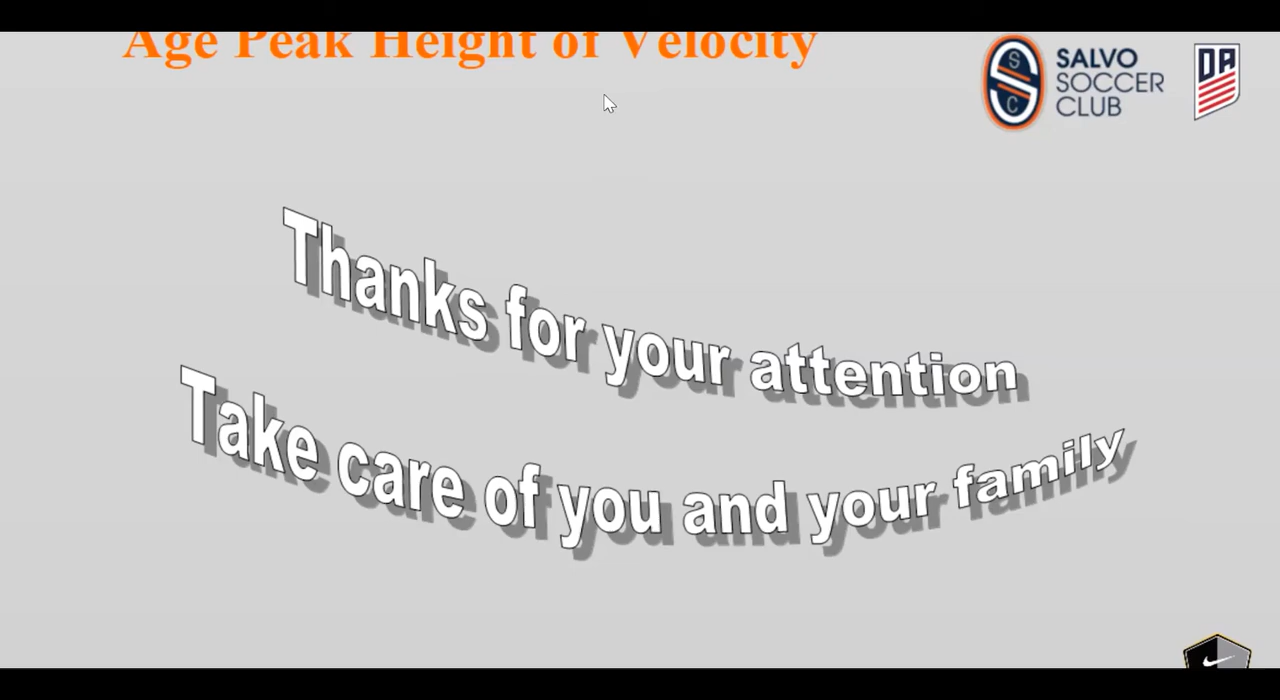 Age Peak Height of Velocity
S
C
SALVO
SOCCER
CLUB
DA
Thanks for your attention
Take care of you and your family